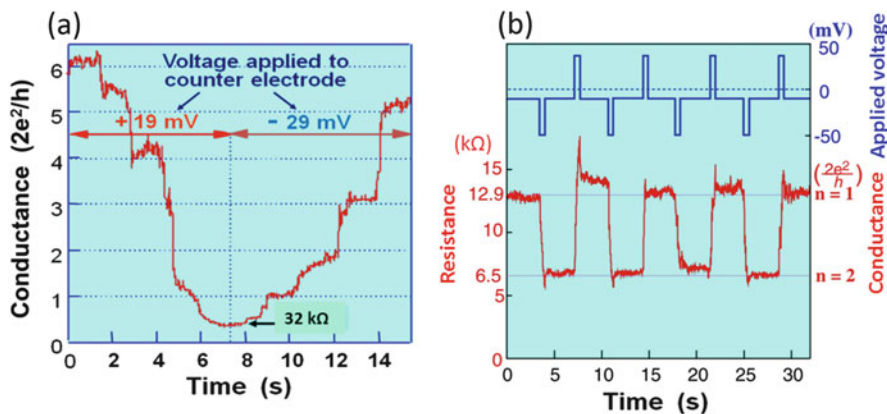 (a)
Conductance (2e²/h)
6
5
4
3
2
1
0
Voltage applied to
counter electrode
+ 19 mV
- 29 mV
32 kΩ
0 2 4 6 8 10 12 14
Time (s)
(b)
(mV)
50
0
-50
Applied voltage
(kΩ)
Resistance
15
12.9
10
6.5
5
0
(2e²/h)
n = 1
n = 2
Conductance
0 5 10 15 20 25 30
Time (s)